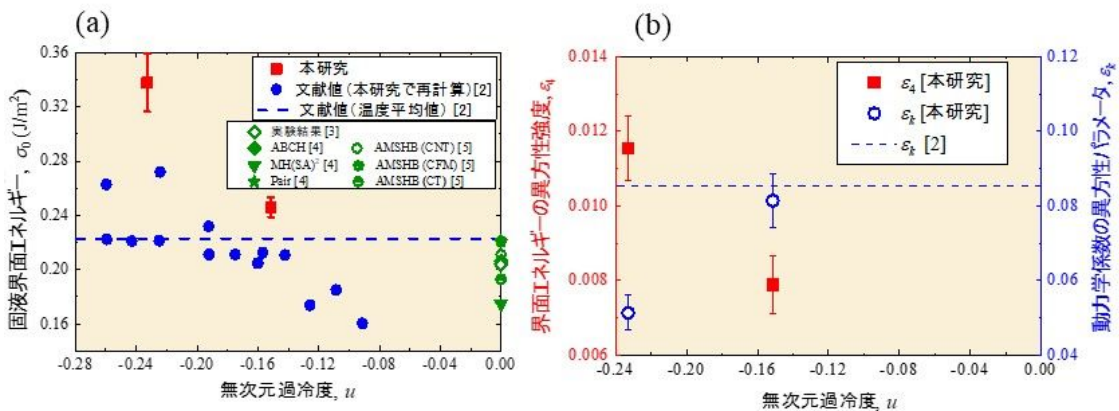 (a)
固液界面エネルギー, σ₀ (J/m²)
0.36
0.32
0.28
0.24
0.20
0.16
-0.28
-0.24
-0.20
-0.16
-0.12
-0.08
-0.04
0.00
無次元過冷度, u
本研究
文献値(本研究で再計算)[2]
文献値(温度平均値) [2]
実験結果 [3]
ABCH [4]
AMSHB (CNT) [5]
MH(SA)² [4]
AMSHB (CFM) [5]
Pair [4]
AMSHB (CT) [5]
(b)
界面エネルギーの異方性強度, ε₄
0.014
0.012
0.010
0.008
0.006
-0.24
-0.20
-0.16
-0.12
-0.08
-0.04
0.00
無次元過冷度, u
ε₄ [本研究]
εₖ [本研究]
εₖ [2]
0.12
0.10
0.08
0.06
0.04
動力学係数の異方性パラメータ, εₖ